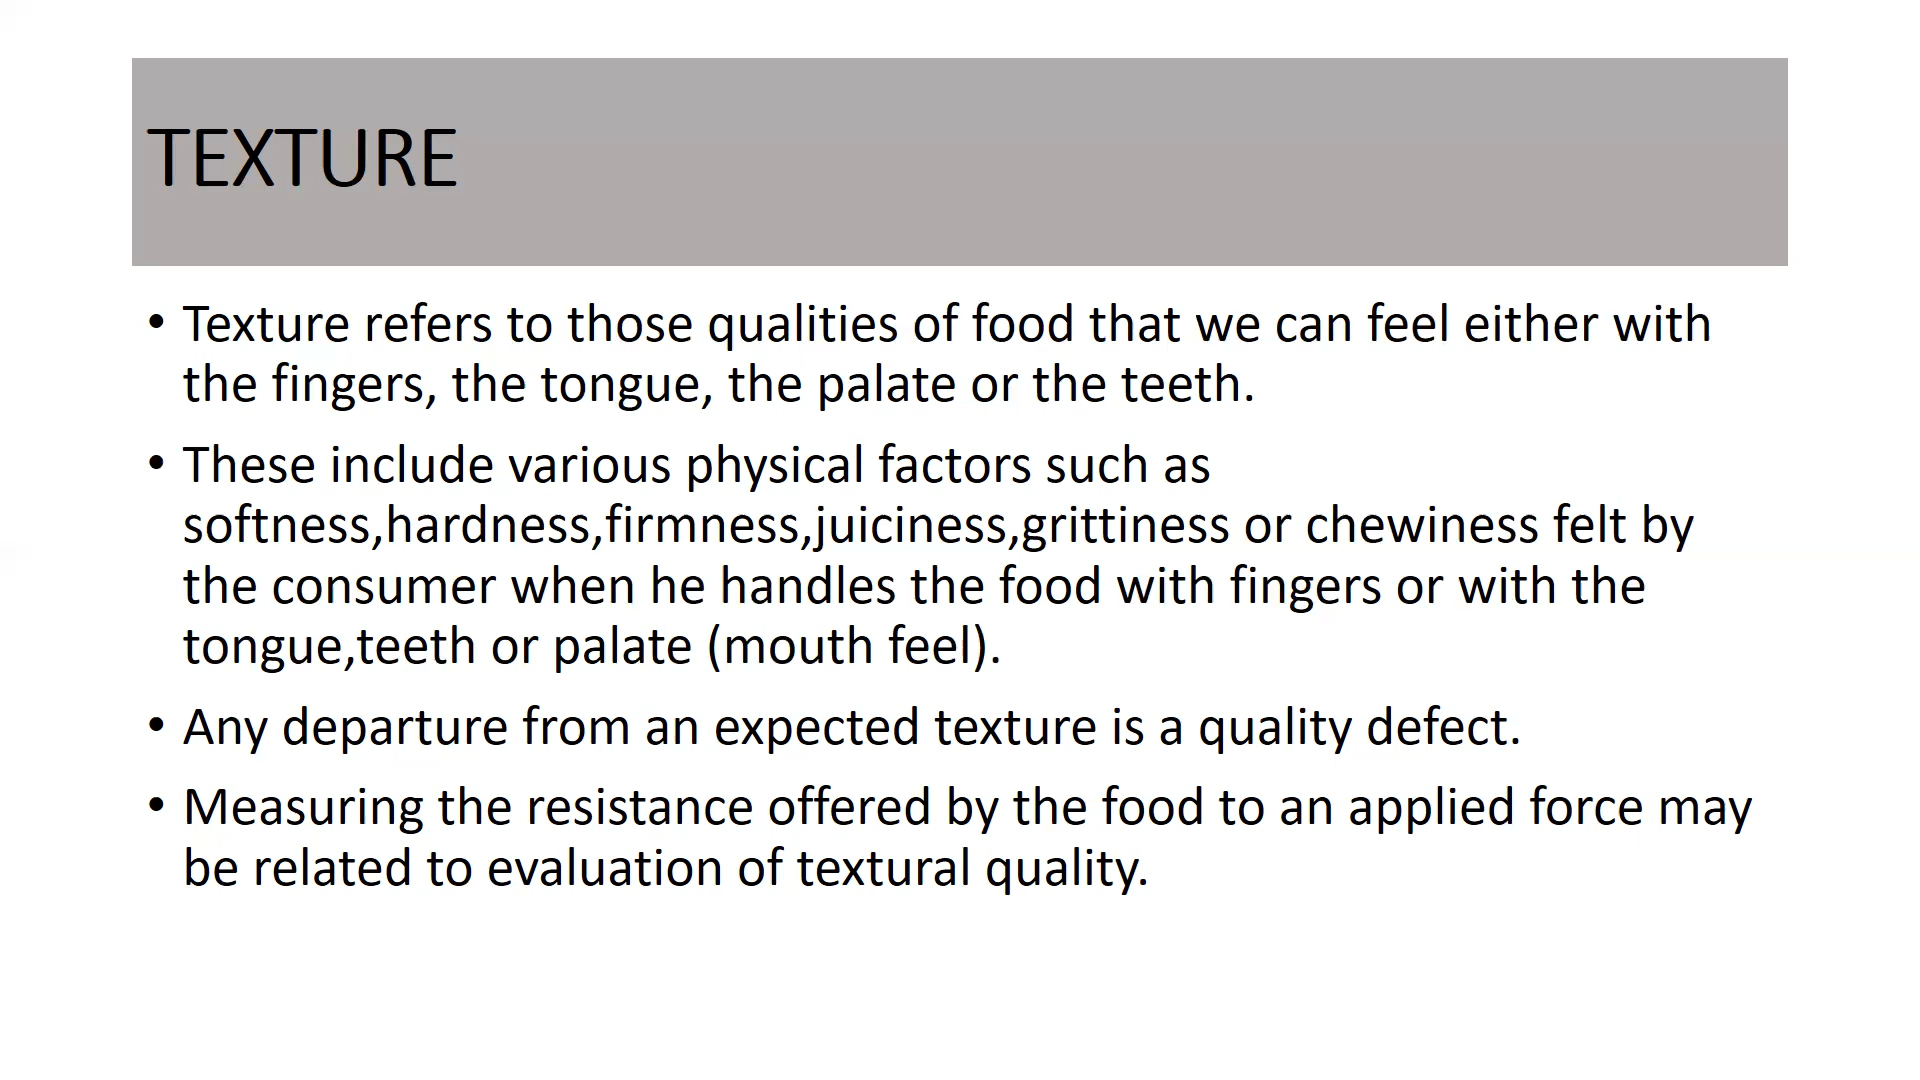 TEXTURE
• Texture refers to those qualities of food that we can feel either with
the fingers, the tongue, the palate or the teeth.
• These include various physical factors such as
softness,hardness,firmness,juiciness,grittiness or chewiness felt by
the consumer when he handles the food with fingers or with the
tongue,teeth or palate (mouth feel).
• Any departure from an expected texture is a quality defect.
• Measuring the resistance offered by the food to an applied force may
be related to evaluation of textural quality.